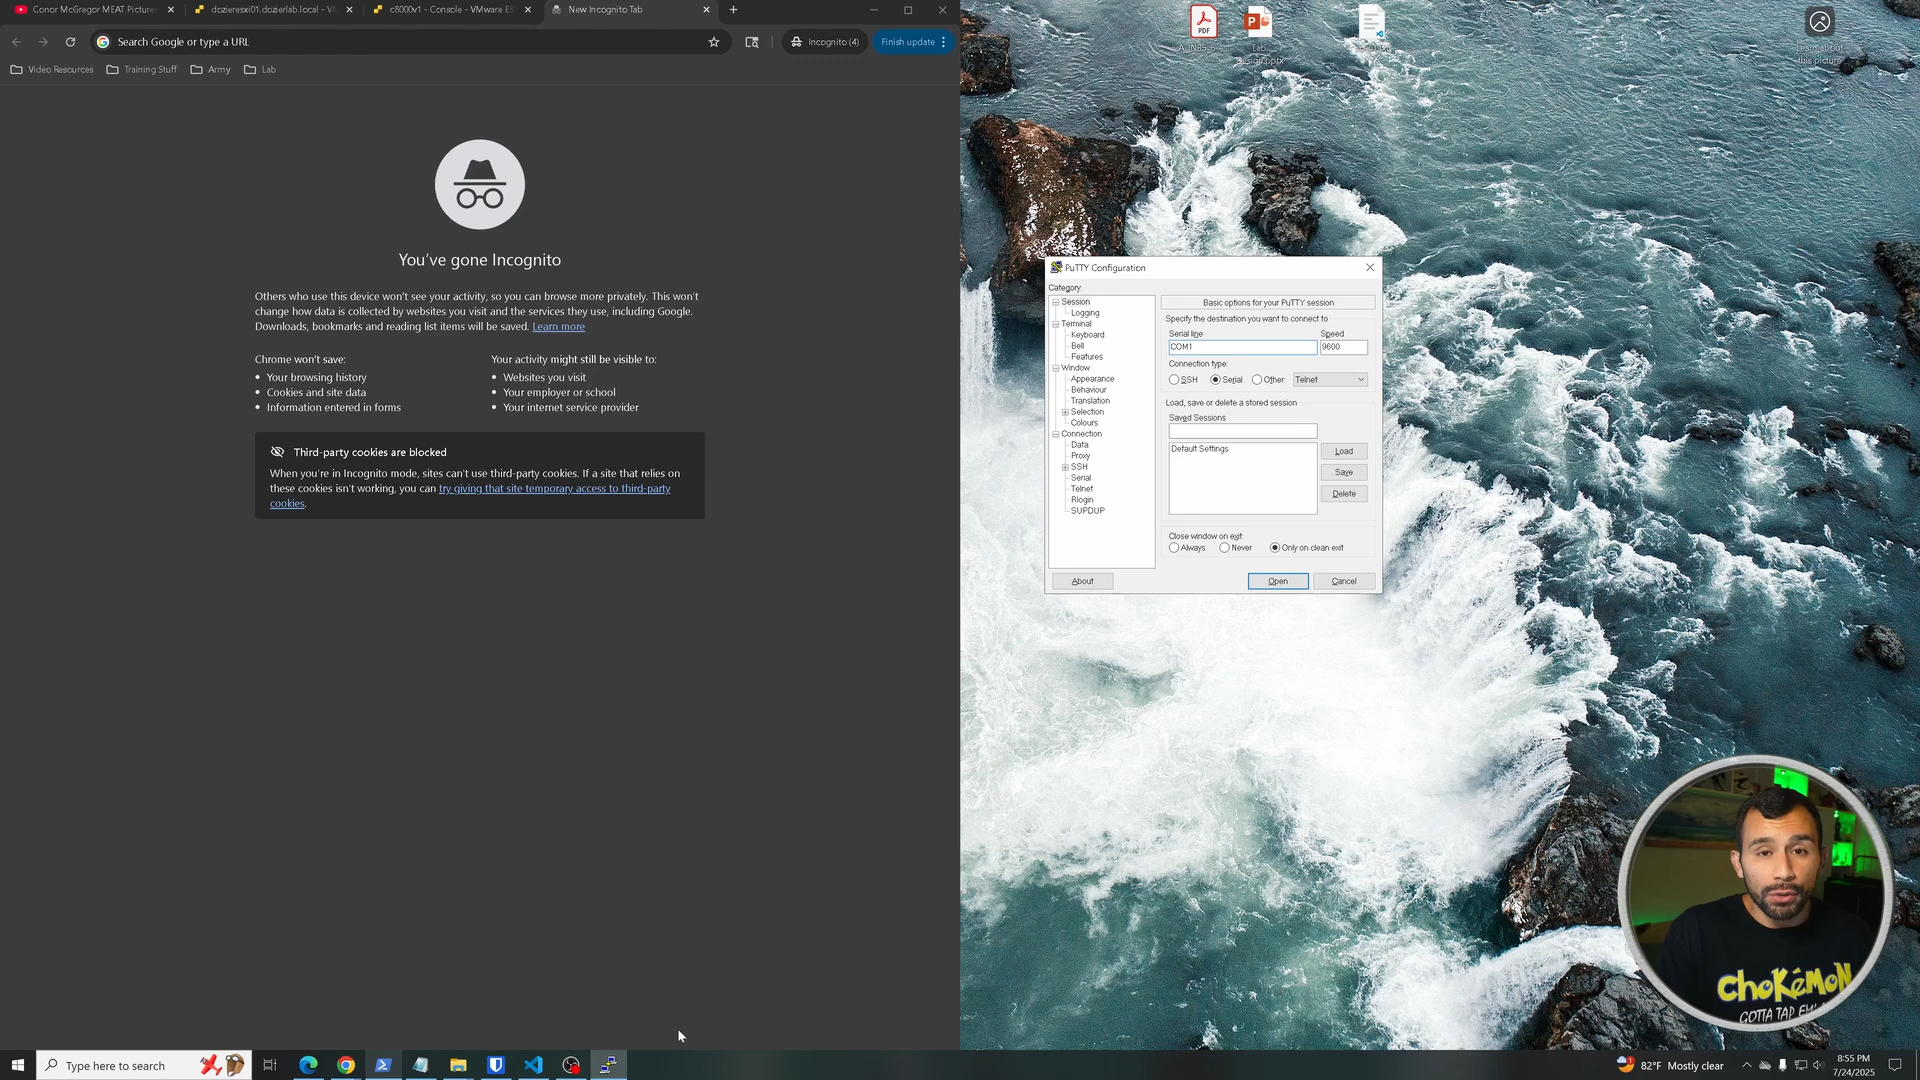 Conor McGregor MEAT Picture
dozieresxi01.dozierlab.local - VM
c8000v1 - Console - VMware ES
New Incognito Tab
Search Google or type a URL
Incognito (4)
Finish update
Video Resources
Training Stuff
Army
Lab
You've gone Incognito
Others who use this device won't see your activity, so you can browse more privately. This won't
change how data is collected by websites you visit and the services they use, including Google.
Downloads, bookmarks and reading list items will be saved. Learn more
Chrome won't save:
Your browsing history
Cookies and site data
Information entered in forms
Your activity might still be visible to:
Websites you visit
Your employer or school
Your internet service provider
Third-party cookies are blocked
When you're in Incognito mode, sites can't use third-party cookies. If a site that relies on
these cookies isn't working, you can try giving that site temporary access to third-party
cookies.
PDF
Lab
Design.pptx
Learn about
this picture
PuTTY Configuration
Category:
Session
Logging
Terminal
Keyboard
Bell
Features
Window
Appearance
Behaviour
Translation
Selection
Colours
Connection
Data
Proxy
SSH
Serial
Telnet
Rlogin
SUPDUP
Basic options for your PuTTY session
Specify the destination you want to connect to
Serial line
Speed
COM1
9600
Connection type:
SSH
Serial
Other:
Telnet
Load, save or delete a stored session
Saved Sessions
Default Settings
Load
Save
Delete
Close window on exit:
Always
Never
Only on clean exit
About
Open
Cancel
CHOKéMON
GOTTA TAP EM'
Type here to search
1
82°F Mostly clear
8:55 PM
7/24/2025